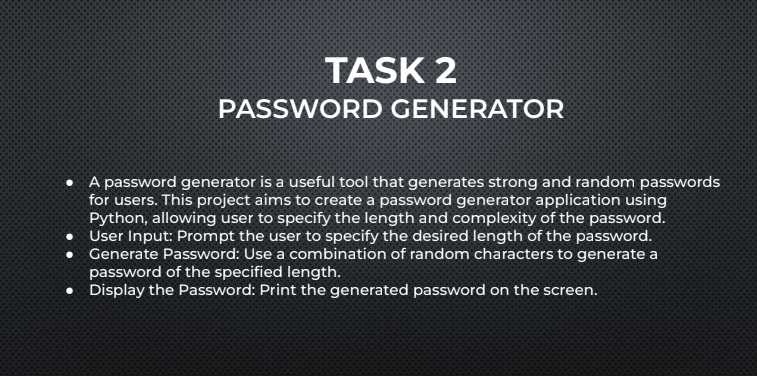 TASK 2
PASSWORD GENERATOR
● A password generator is a useful tool that generates strong and random passwords
for users. This project aims to create a password generator application using
Python, allowing user to specify the length and complexity of the password.
● User Input: Prompt the user to specify the desired length of the password.
● Generate Password: Use a combination of random characters to generate a
password of the specified length.
● Display the Password: Print the generated password on the screen.